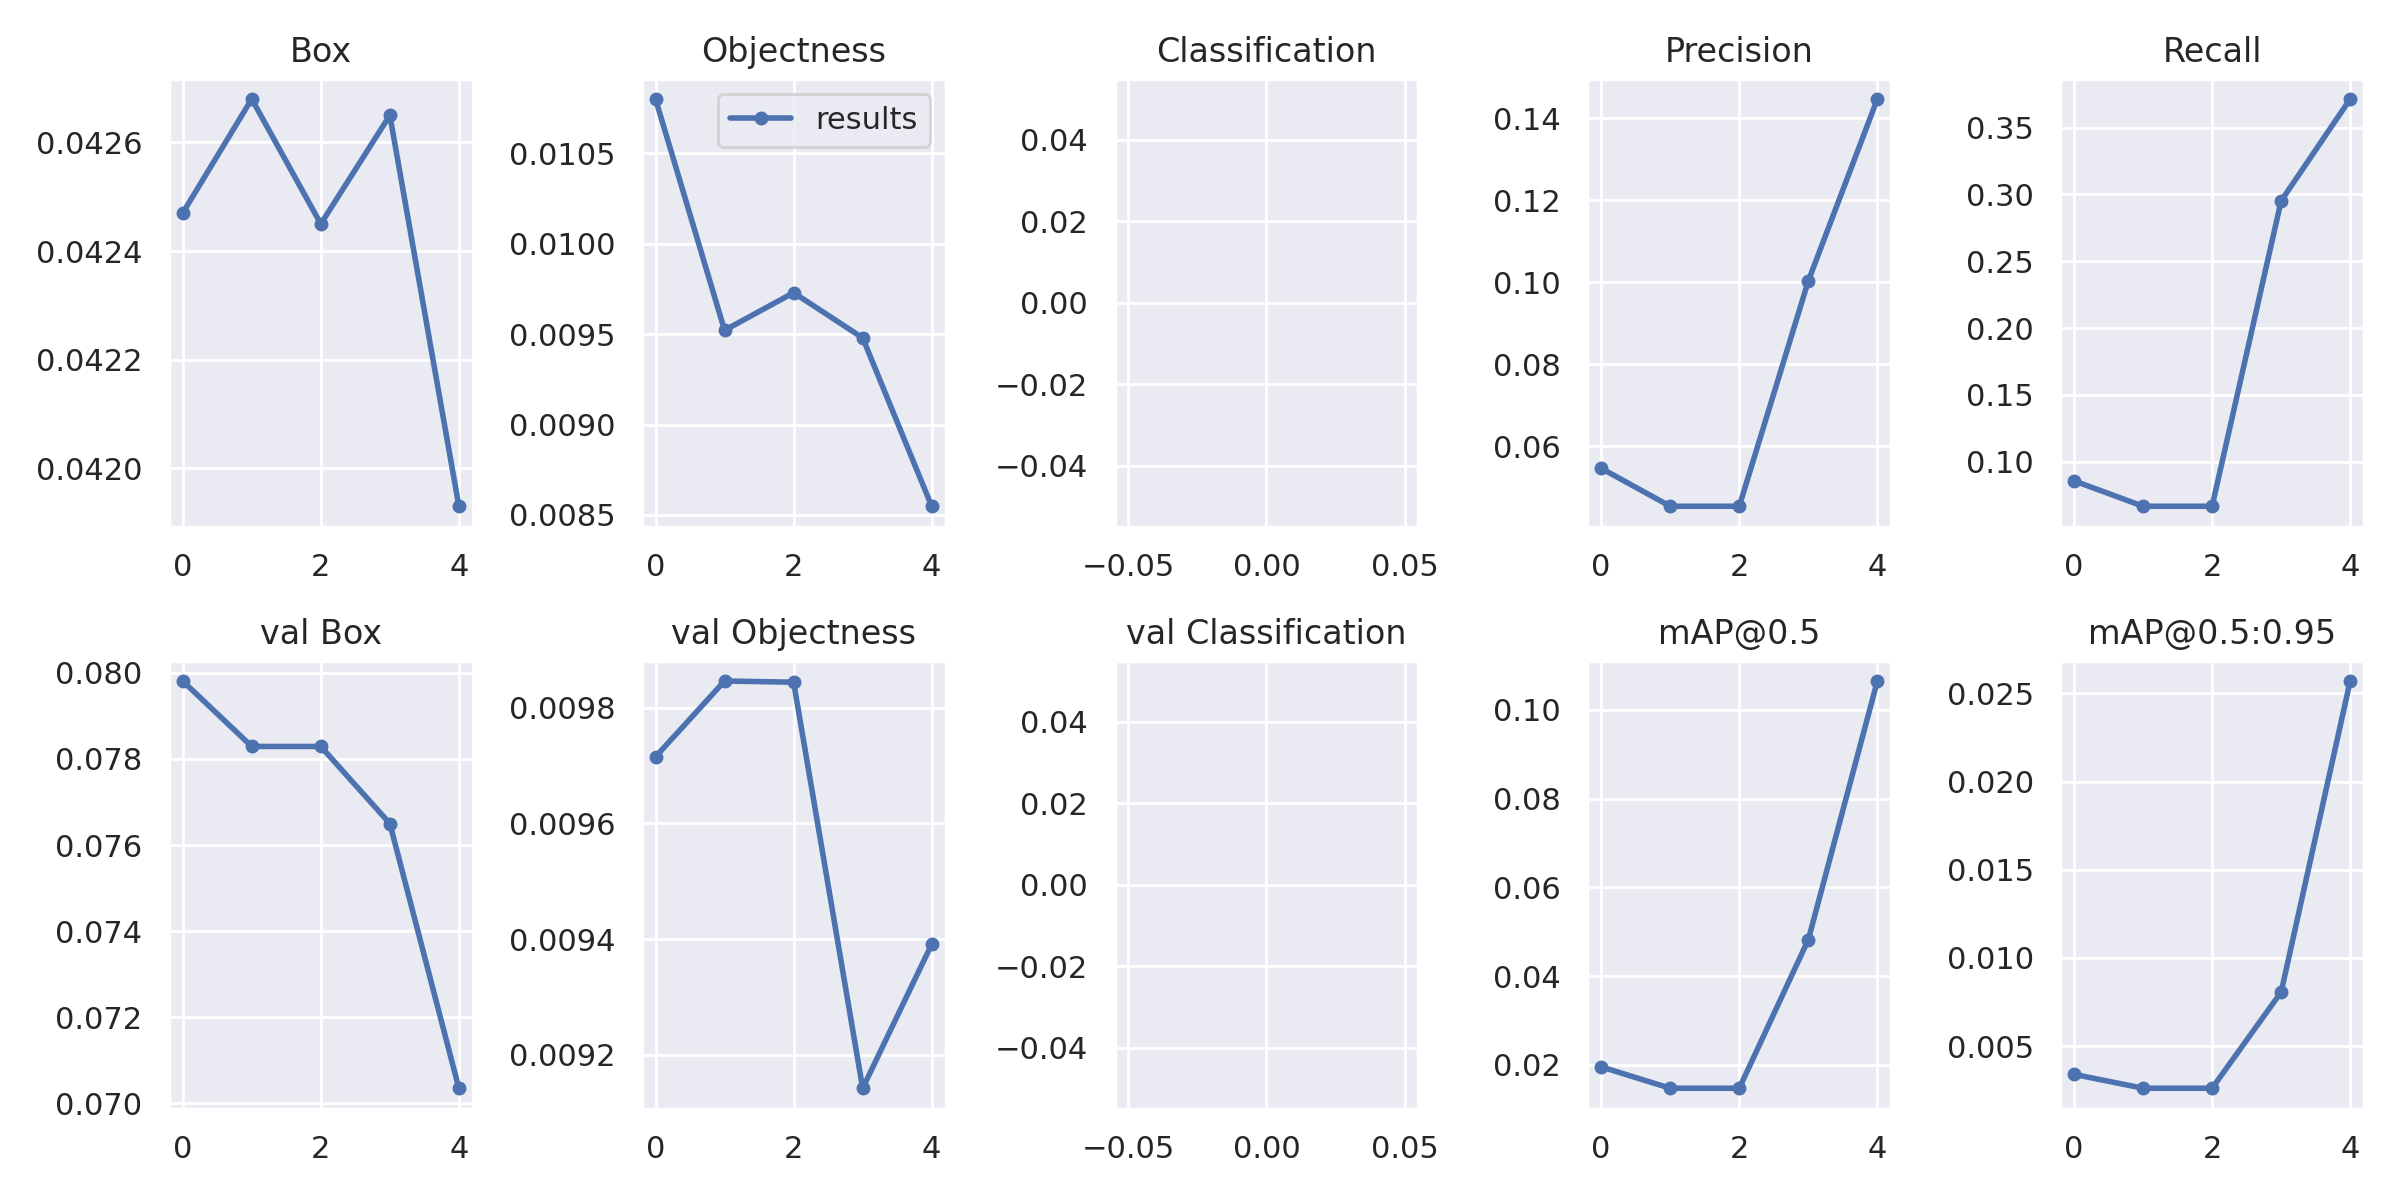 Box
0.0426
0.0424
0.0422
0.0420
0 2 4
Objectness
results
0.0105
0.0100
0.0095
0.0090
0.0085
0 2 4
Classification
0.04
0.02
0.00
−0.02
−0.04
−0.05 0.00 0.05
Precision
0.14
0.12
0.10
0.08
0.06
0 2 4
Recall
0.35
0.30
0.25
0.20
0.15
0.10
0 2 4
val Box
0.080
0.078
0.076
0.074
0.072
0.070
0 2 4
val Objectness
0.0098
0.0096
0.0094
0.0092
0 2 4
val Classification
0.04
0.02
0.00
−0.02
−0.04
−0.05 0.00 0.05
mAP@0.5
0.10
0.08
0.06
0.04
0.02
0 2 4
mAP@0.5:0.95
0.025
0.020
0.015
0.010
0.005
0 2 4